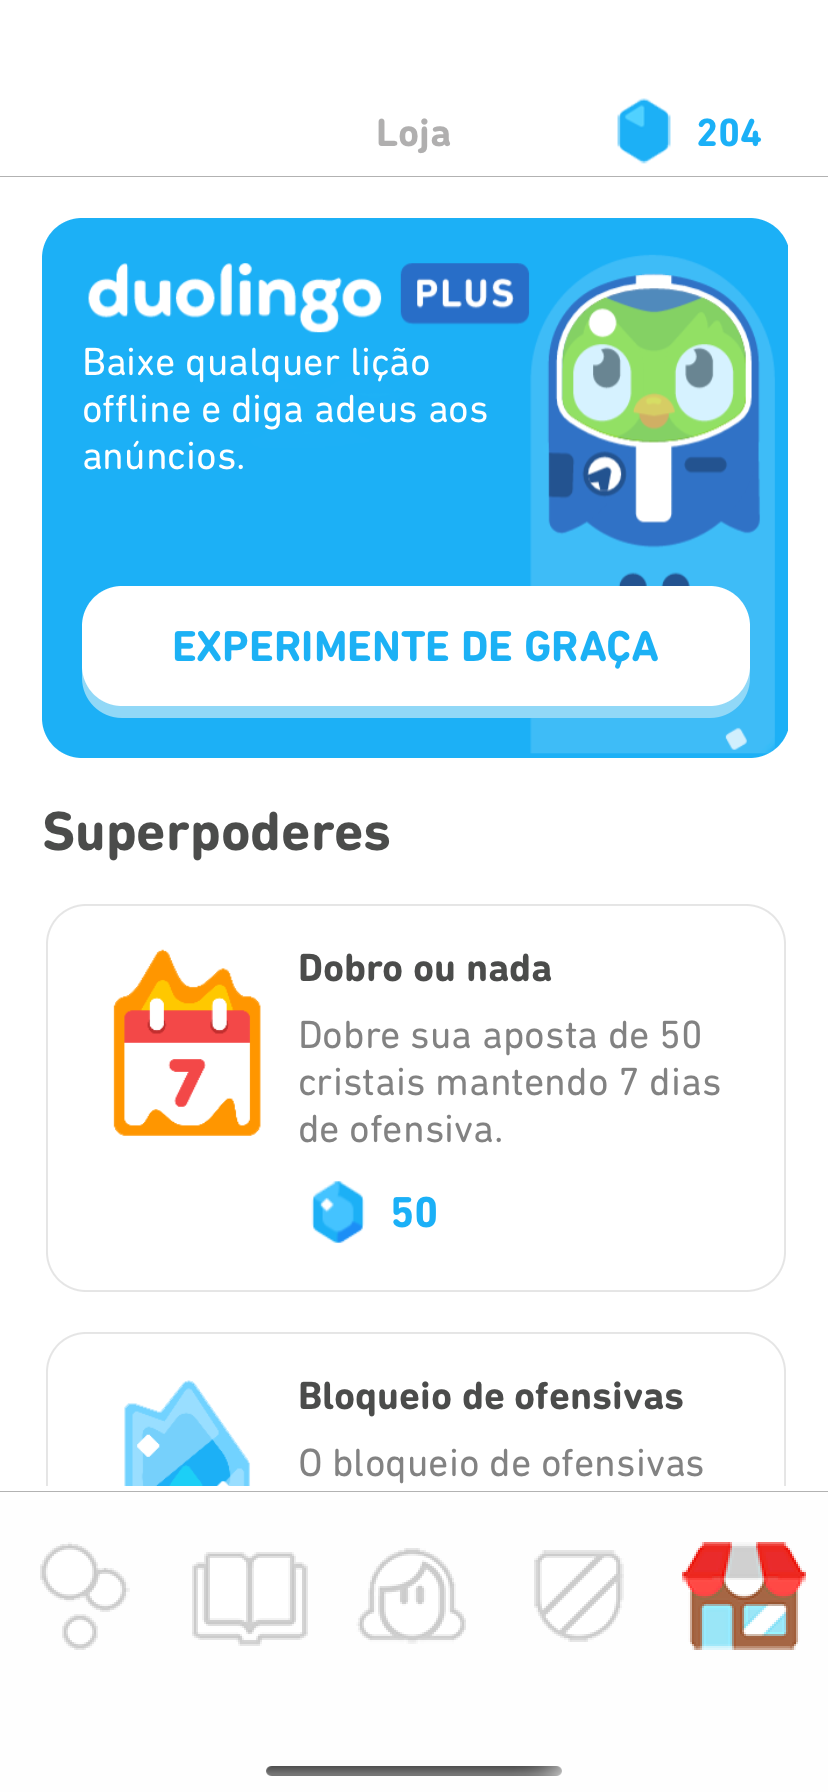 Loja
204
duolingo PLUS
Baixe qualquer lição
offline e diga adeus aos
anúncios.
EXPERIMENTE DE GRAÇA
Superpoderes
7
Dobro ou nada
Dobre sua aposta de 50
cristais mantendo 7 dias
de ofensiva.
50
Bloqueio de ofensivas
O bloqueio de ofensivas